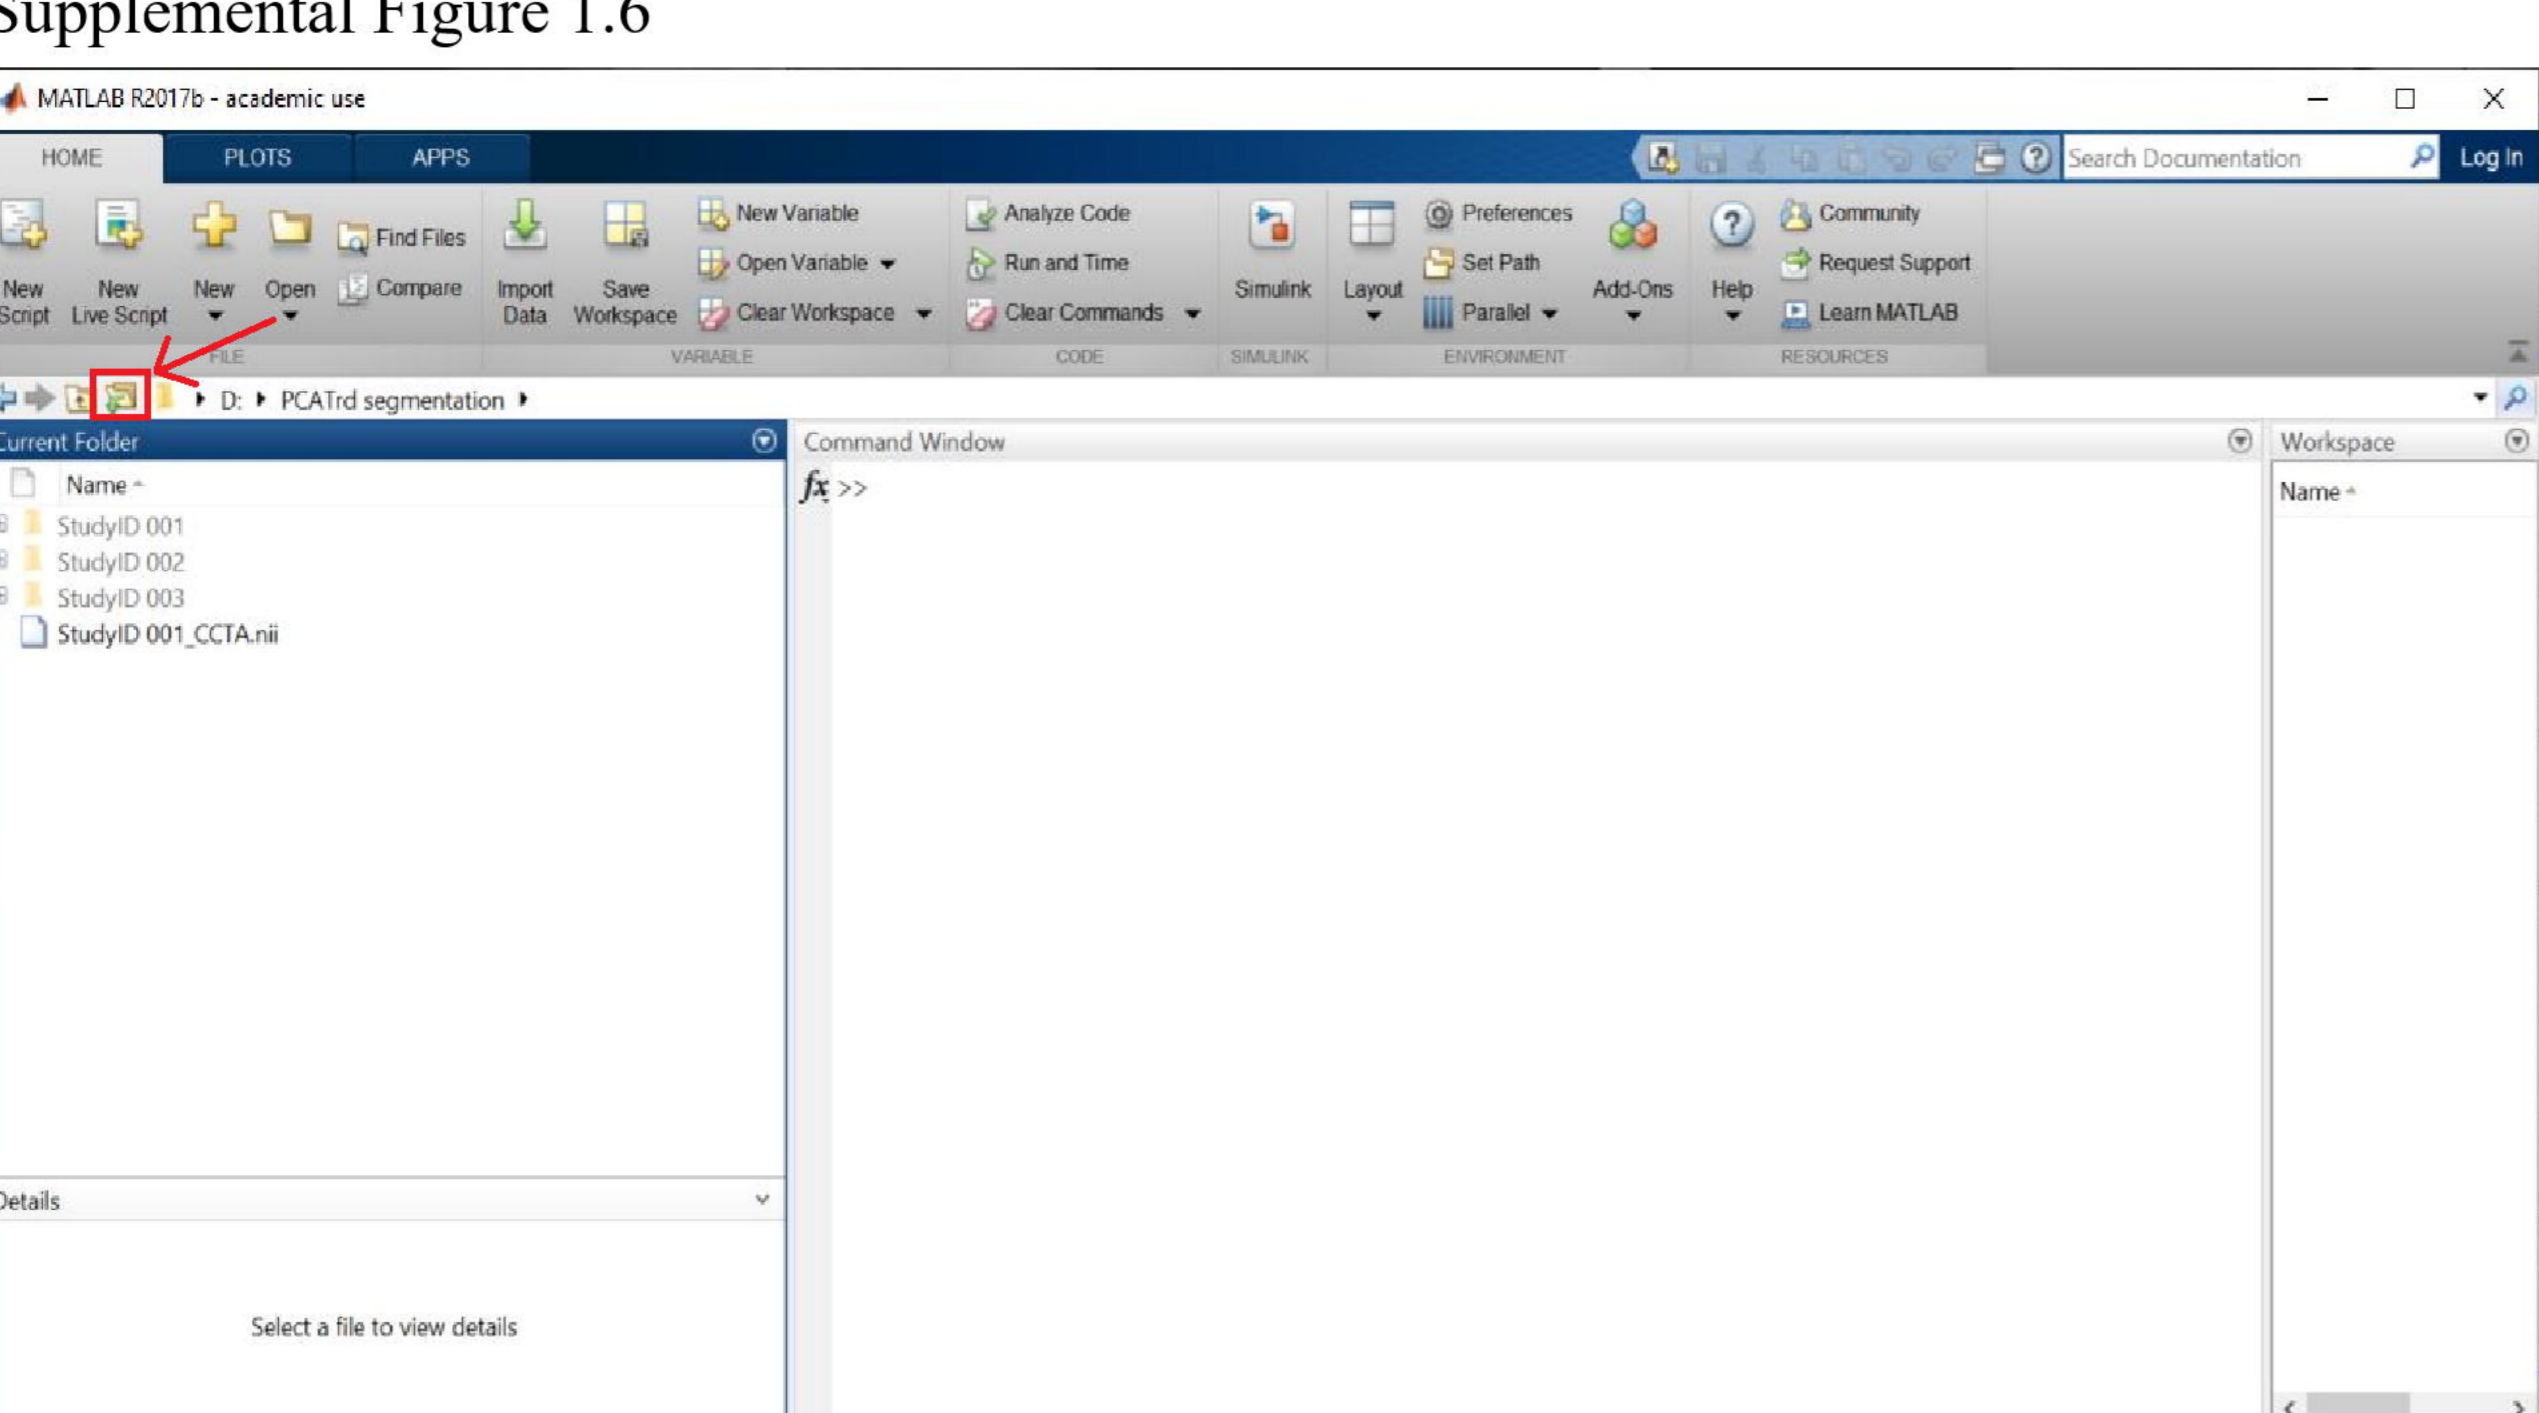 Supplemental Figure 1.6
MATLAB R2017b - academic use
HOME PLOTS APPS Search Documentation Log In
New Script New Live Script New Open Find Files Compare Import Data Save Workspace New Variable Open Variable Clear Workspace Analyze Code Run and Time Clear Commands Simulink Layout Preferences Set Path Parallel Add-Ons Help Community Request Support Learn MATLAB
FILE VARIABLE CODE SIMULINK ENVIRONMENT RESOURCES
D: PCATrd segmentation
Current Folder
Name
StudyID 001
StudyID 002
StudyID 003
StudyID 001_CCTA.nii
Details
Select a file to view details
Command Window
fx >>
Workspace
Name